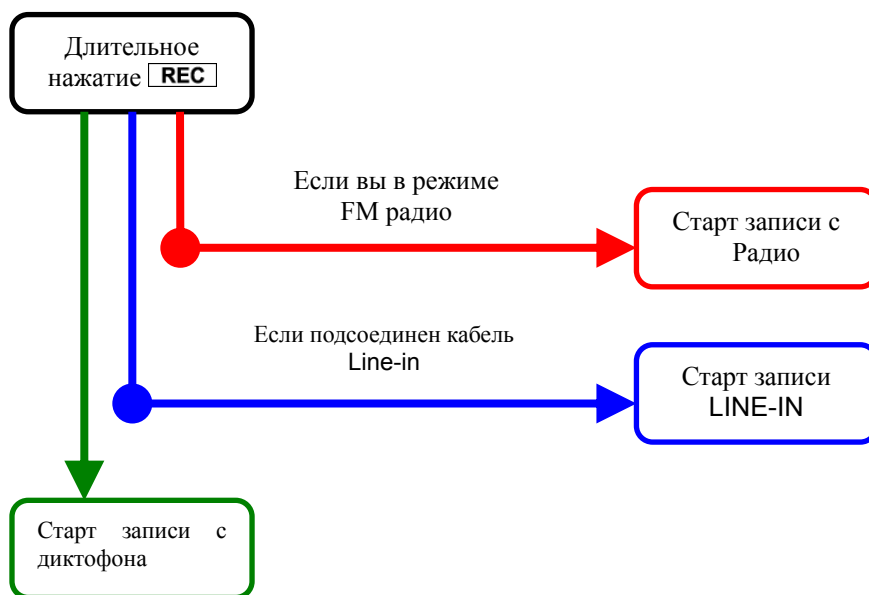 Длительное
нажатие REC
Если вы в режиме
FM радио
Старт записи с
Радио
Если подсоединен кабель
Line-in
Старт записи
LINE-IN
Старт записи с
диктофона